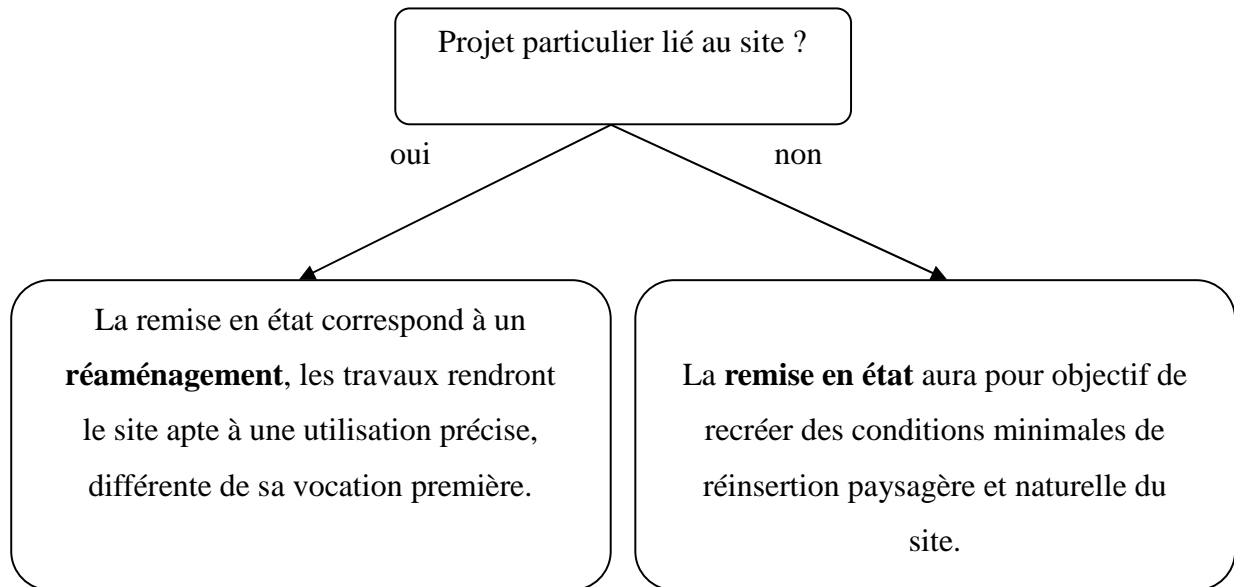 Projet particulier lié au site ?
oui
non
La remise en état correspond à un
réaménagement, les travaux rendront
le site apte à une utilisation précise,
différente de sa vocation première.
La remise en état aura pour objectif de
recréer des conditions minimales de
réinsertion paysagère et naturelle du
site.